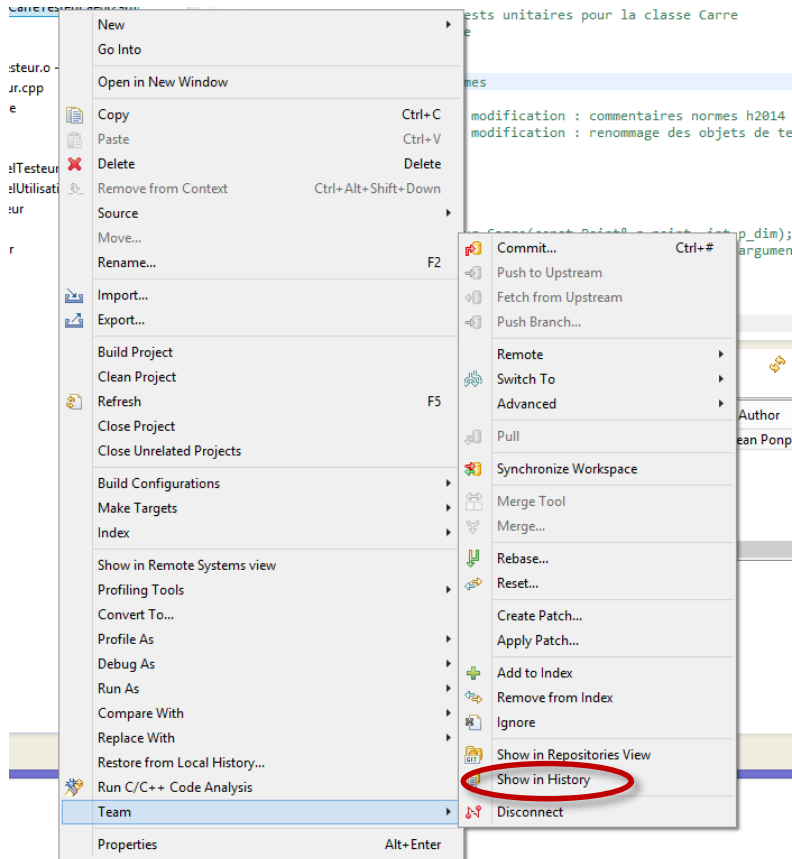 New
Go Into
Open in New Window
Copy Ctrl+C
Paste Ctrl+V
Delete Delete
Remove from Context Ctrl+Alt+Shift+Down
Source
Move...
Rename... F2
Import...
Export...
Build Project
Clean Project
Refresh F5
Close Project
Close Unrelated Projects
Build Configurations
Make Targets
Index
Show in Remote Systems view
Profiling Tools
Convert To...
Profile As
Debug As
Run As
Compare With
Replace With
Restore from Local History...
Run C/C++ Code Analysis
Team
Properties Alt+Enter
Commit... Ctrl+#
Push to Upstream
Fetch from Upstream
Push Branch...
Remote
Switch To
Advanced
Pull
Synchronize Workspace
Merge Tool
Merge...
Rebase...
Reset...
Create Patch...
Apply Patch...
Add to Index
Remove from Index
Ignore
GIT Show in Repositories View
Show in History
Disconnect
esteur.o -
ur.cpp
e
elTesteur
elUtilisati
eur
r
ests unitaires pour la classe Carre
e
mes
modification : commentaires normes h2014
modification : renommage des objets de te
p_dim);
argumen
Author
ean Ponp